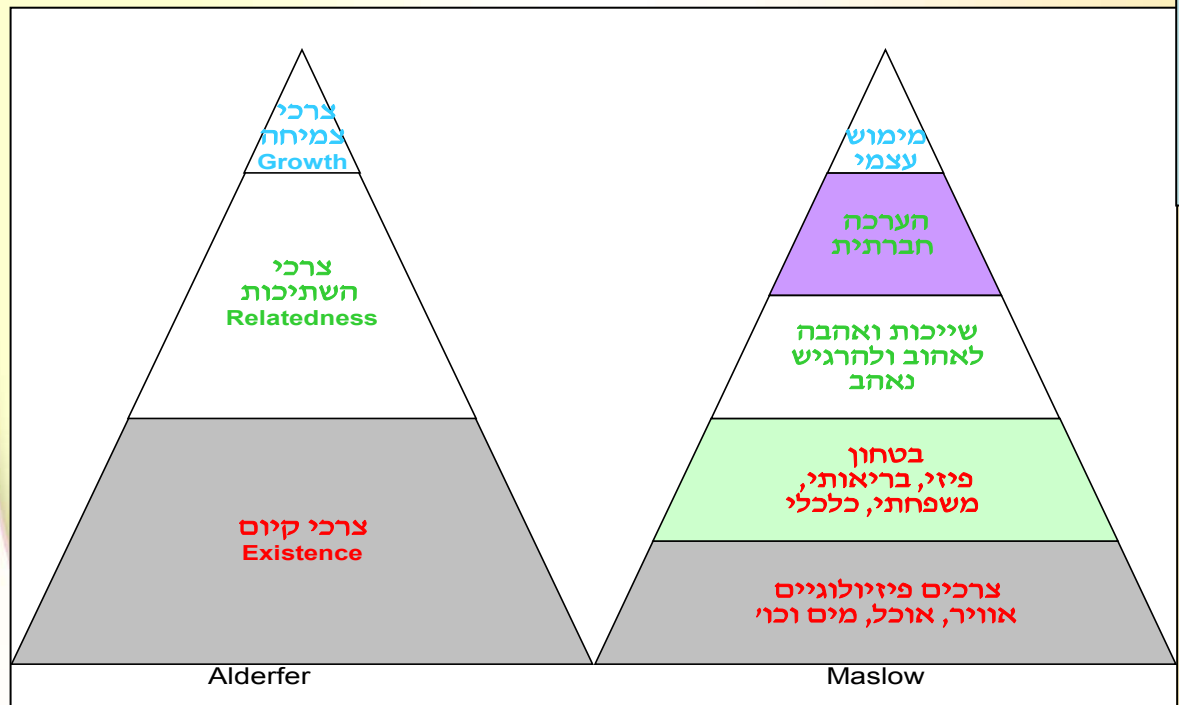 צרכי
צמיחה
Growth
צרכי
השתיכות
Relatedness
צרכי קיום
Existence
Alderfer
מימוש
עצמי
הערכה
חברתית
שייכות ואהבה
לאהוב ולהרגיש
נאהב
בטחון
פיזי, בריאותי,
משפחתי, כלכלי
צרכים פיזיולוגיים
אוויר, אוכל, מים וכו'
Maslow